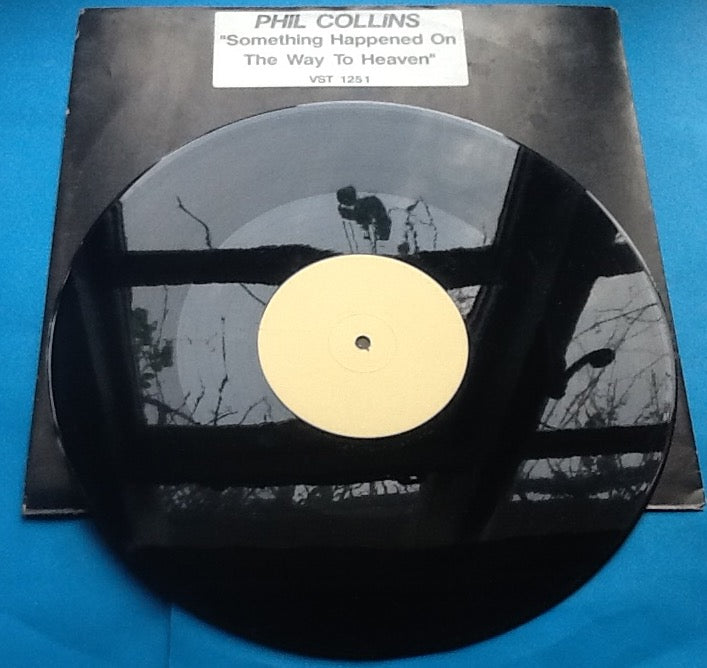 PHIL COLLINS
"Something Happened On
The Way To Heaven"
VST 1251